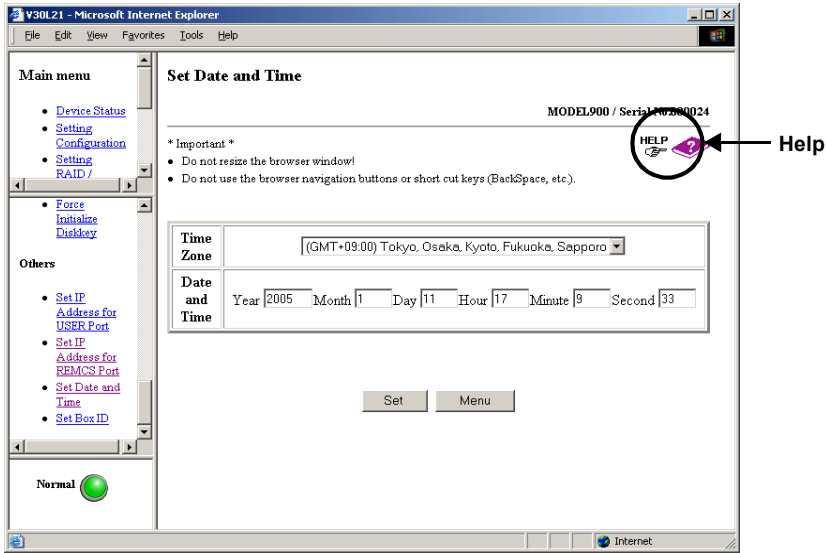 V30L21 - Microsoft Internet Explorer
File Edit View Favorites Tools Help
Main menu
Device Status
Setting
Configuration
Setting
RAID /
Force
Initialize
Diskkey
Others
Set IP
Address for
USER Port
Set IP
Address for
REMCS Port
Set Date and
Time
Set Box ID
Normal
Set Date and Time
MODEL900 / Serial No.
HELP
Help
* Important *
Do not resize the browser window!
Do not use the browser navigation buttons or short cut keys (BackSpace, etc.).
Time
Zone
(GMT+09:00) Tokyo, Osaka, Kyoto, Fukuoka, Sapporo
Date
and
Time
Year 2005 Month 1 Day 11 Hour 17 Minute 9 Second 33
Set Menu
Internet